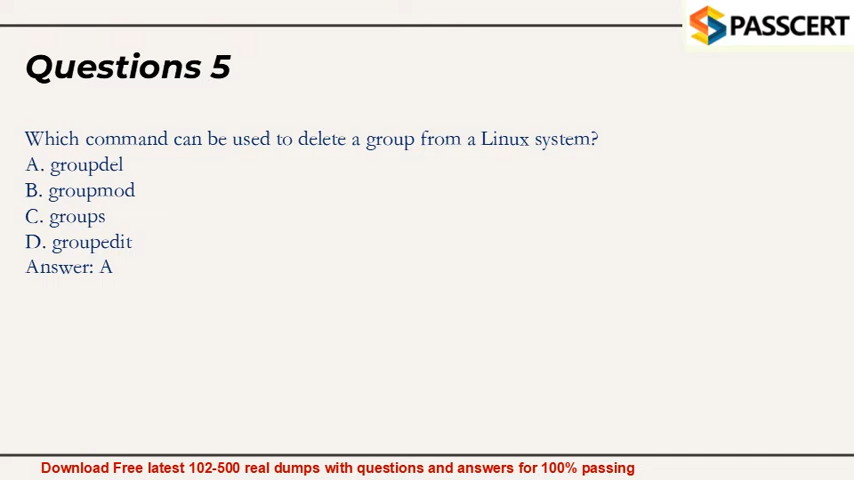 PASSCERT
Questions 5
Which command can be used to delete a group from a Linux system?
A. groupdel
B. groupmod
C. groups
D. groupedit
Answer: A
Download Free latest 102-500 real dumps with questions and answers for 100% passing